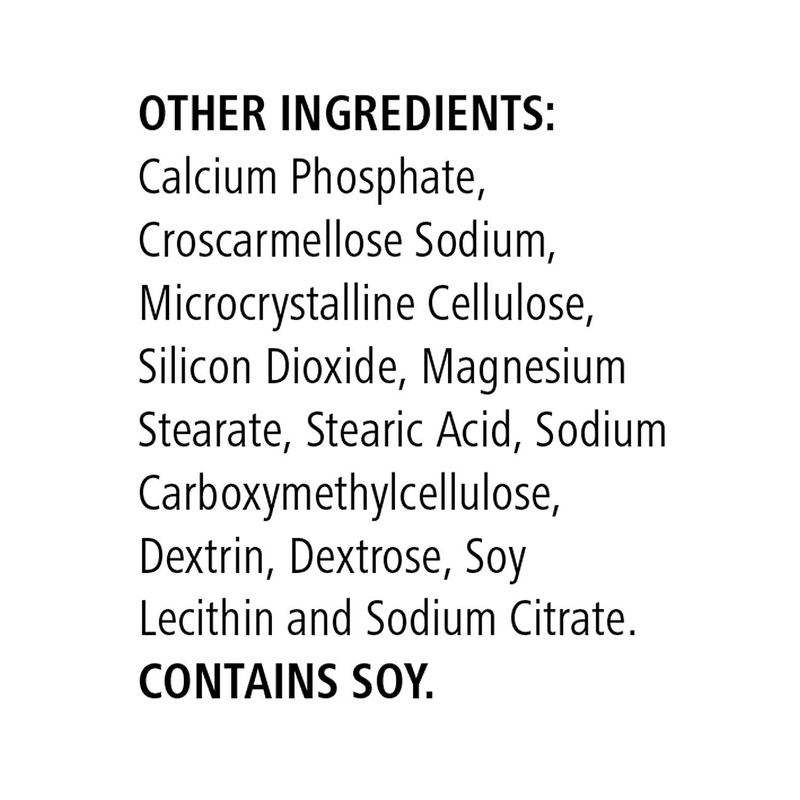 OTHER INGREDIENTS:
Calcium Phosphate,
Croscarmellose Sodium,
Microcrystalline Cellulose,
Silicon Dioxide, Magnesium
Stearate, Stearic Acid, Sodium
Carboxymethylcellulose,
Dextrin, Dextrose, Soy
Lecithin and Sodium Citrate.
CONTAINS SOY.